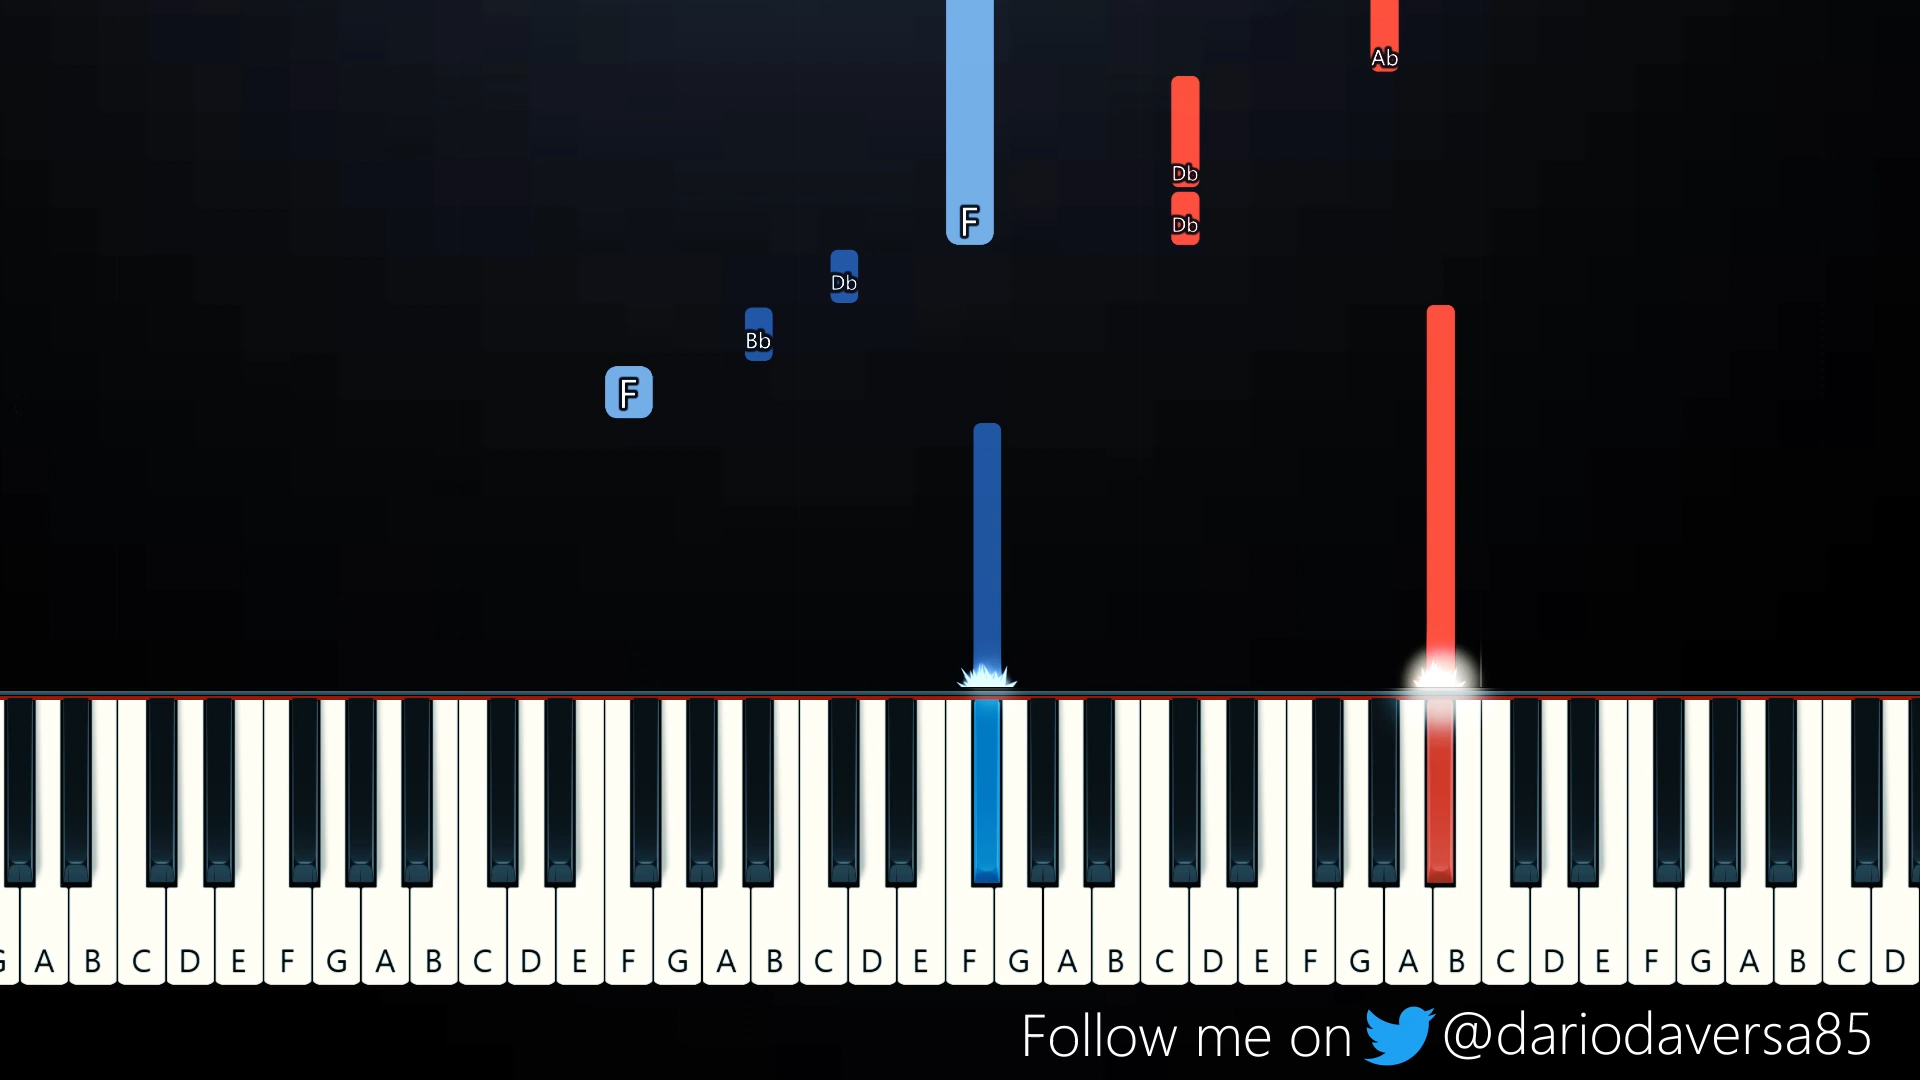 Ab
Db
F Db
Db
Bb
F
G A B C D E F G A B C D E F G A B C D E F G A B C D E F G A B C D E F G A B C D
Follow me on @dariodaversa85